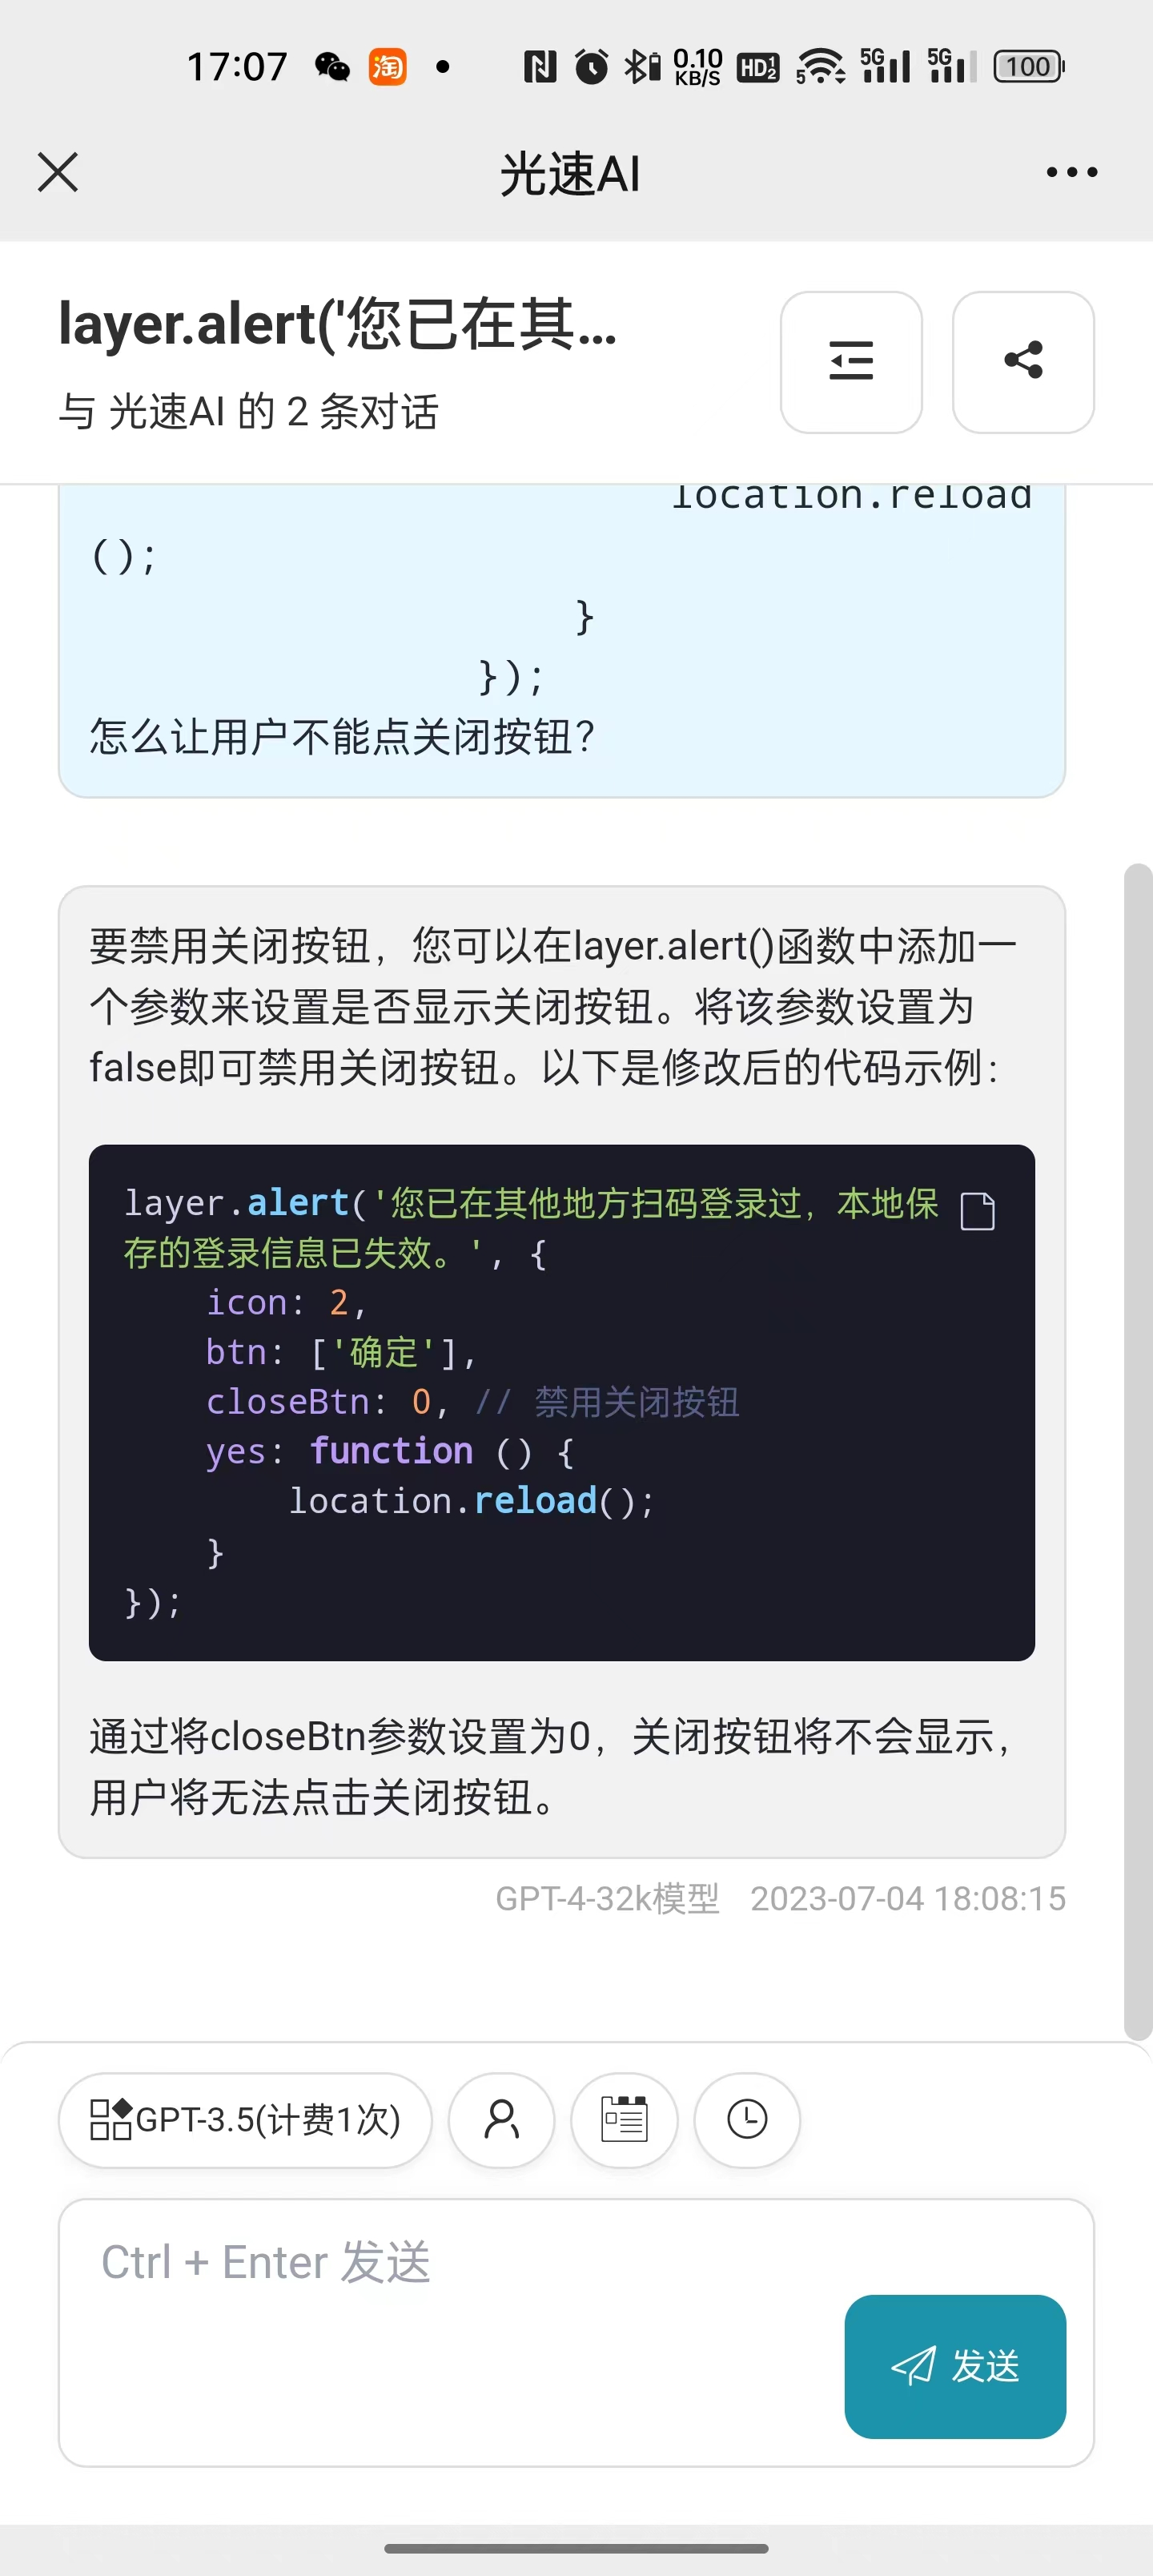 17:07 淘 0.10 KB/S HD 1 2 5 5G 5G 100
光速AI
layer.alert('您已在其...
与 光速AI 的 2 条对话
location.reload
();
}
});
怎么让用户不能点关闭按钮？
要禁用关闭按钮，您可以在layer.alert()函数中添加一
个参数来设置是否显示关闭按钮。将该参数设置为
false即可禁用关闭按钮。以下是修改后的代码示例：
layer.alert('您已在其他地方扫码登录过，本地保
存的登录信息已失效。', {
icon: 2,
btn: ['确定'],
closeBtn: 0, // 禁用关闭按钮
yes: function () {
location.reload();
}
});
通过将closeBtn参数设置为0，关闭按钮将不会显示，
用户将无法点击关闭按钮。
GPT-4-32k模型 2023-07-04 18:08:15
GPT-3.5(计费1次)
Ctrl + Enter 发送
发送